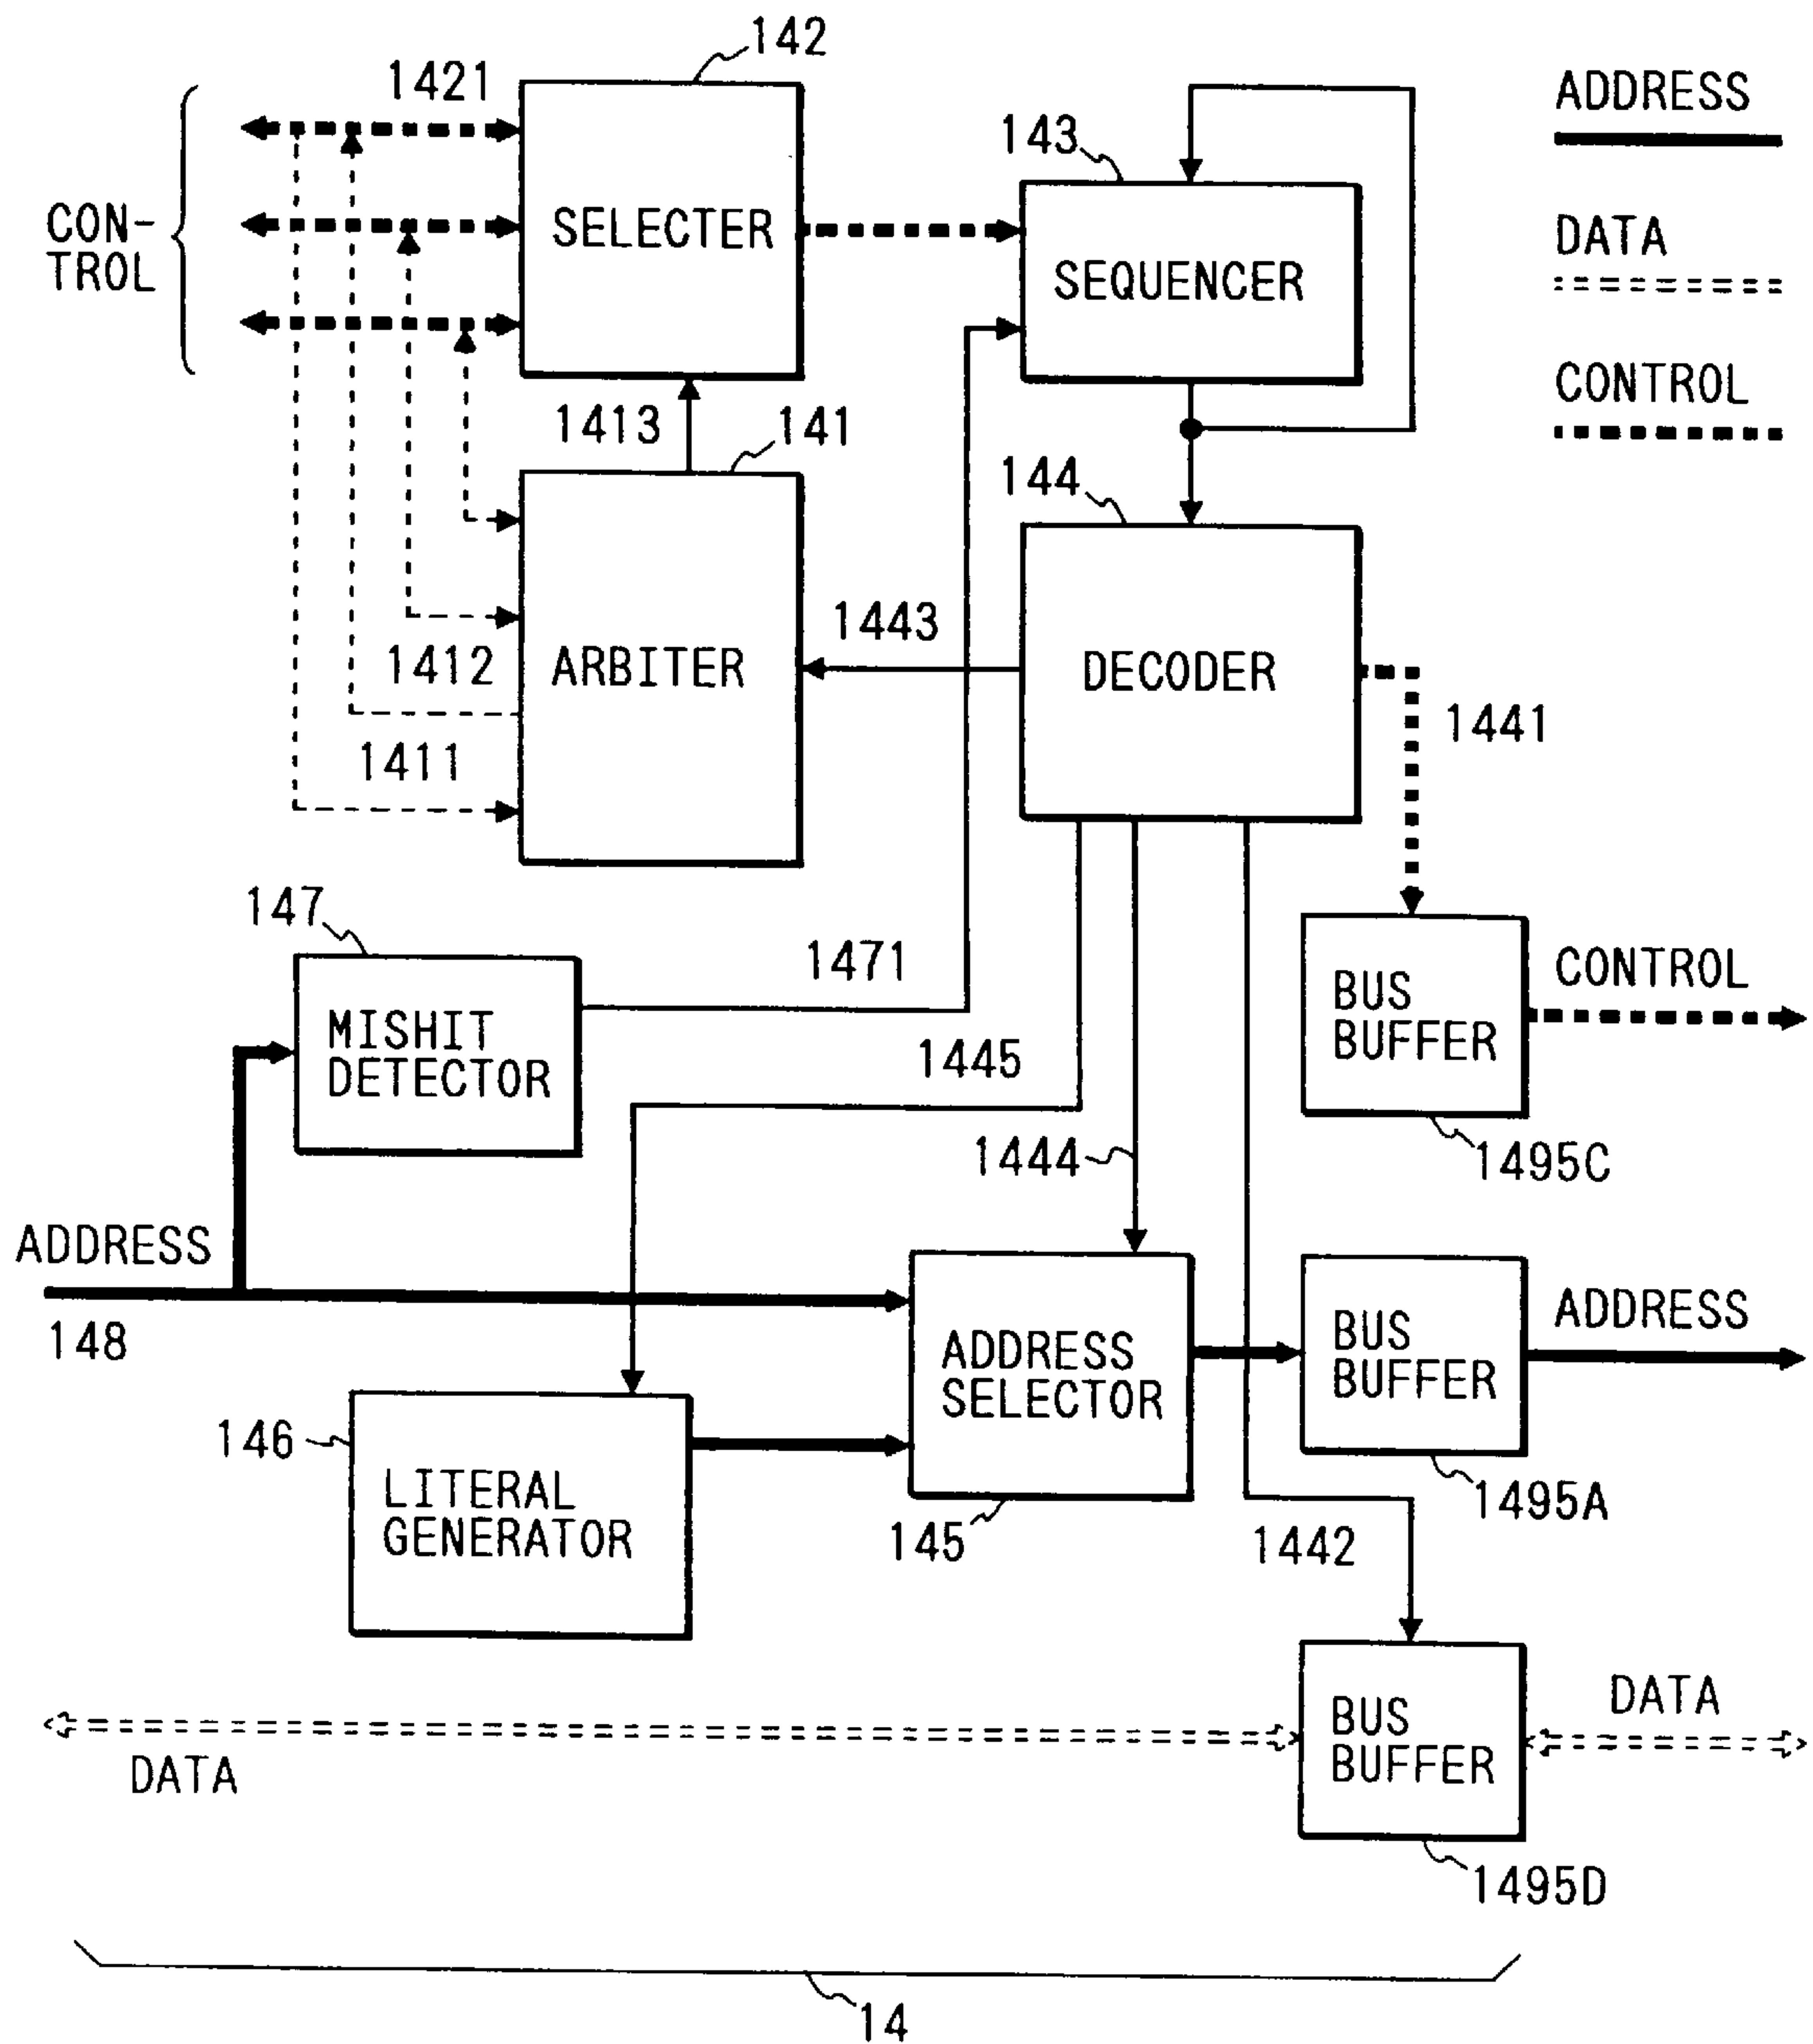 142
1421
ADDRESS
143
CON-
TROL
SELECTER
SEQUENCER
DATA
CONTROL
1413
141
144
1443
1412
ARBITER
DECODER
1441
1411
147
1471
MISHIT
DETECTOR
BUS
BUFFER
CONTROL
1445
1444
1495C
ADDRESS
148
ADDRESS
SELECTOR
BUS
BUFFER
ADDRESS
146
LITERAL
GENERATOR
145
1442
1495A
DATA
BUS
BUFFER
DATA
1495D
14